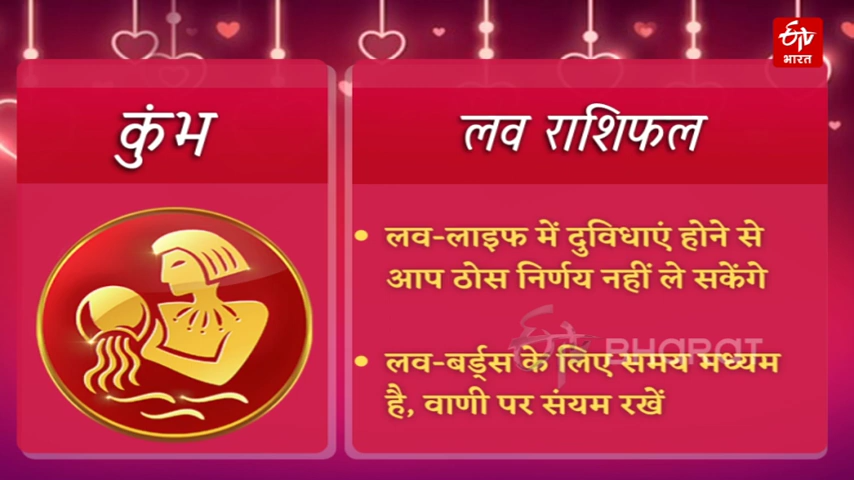 ETV
भारत
कुंभ
लव राशिफल
• लव-लाइफ में दुविधाएं होने से
आप ठोस निर्णय नहीं ले सकेंगे
ETV BHARAT
• लव-बर्ड्स के लिए समय मध्यम
है, वाणी पर संयम रखें